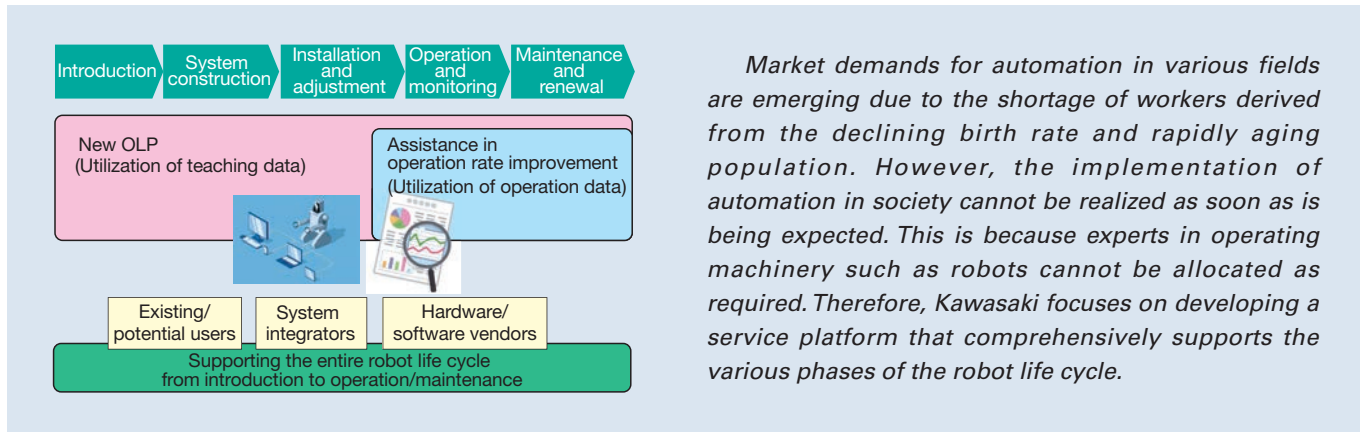 Introduction
System
construction
Installation
and
adjustment
Operation
and
monitoring
Maintenance
and
renewal
New OLP
(Utilization of teaching data)
Assistance in
operation rate improvement
(Utilization of operation data)
Existing/
potential users
System
integrators
Hardware/
software vendors
Supporting the entire robot life cycle
from introduction to operation/maintenance
Market demands for automation in various fields
are emerging due to the shortage of workers derived
from the declining birth rate and rapidly aging
population. However, the implementation of
automation in society cannot be realized as soon as is
being expected. This is because experts in operating
machinery such as robots cannot be allocated as
required. Therefore, Kawasaki focuses on developing a
service platform that comprehensively supports the
various phases of the robot life cycle.